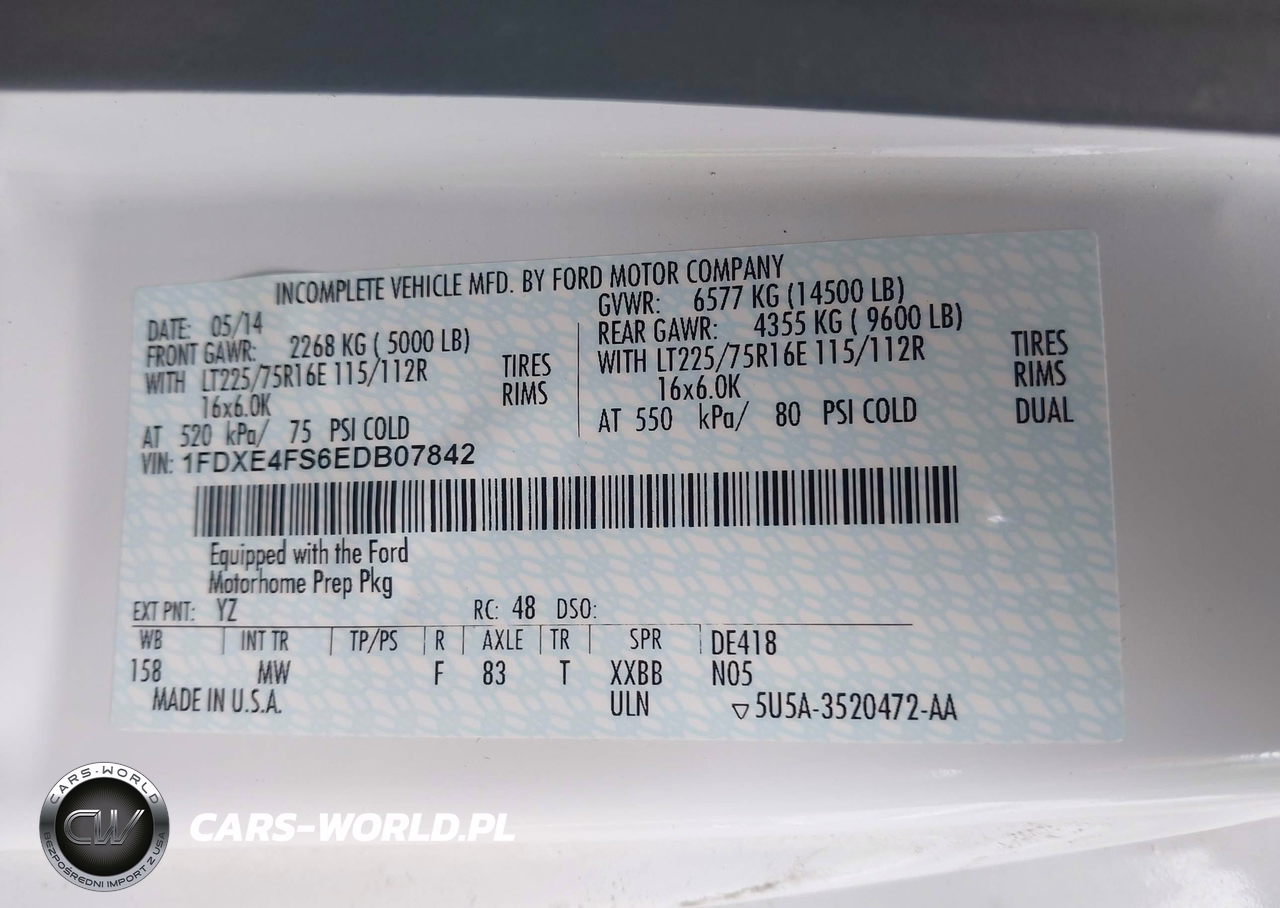 INCOMPLETE VEHICLE MFD. BY FORD MOTOR COMPANY
DATE: 05/14
GVWR: 6577 KG (14500 LB)
FRONT GAWR: 2268 KG ( 5000 LB)
REAR GAWR: 4355 KG ( 9600 LB)
WITH LT225/75R16E 115/112R TIRES
WITH LT225/75R16E 115/112R TIRES
16x6.0K RIMS
16x6.0K RIMS
AT 520 kPa/ 75 PSI COLD
AT 550 kPa/ 80 PSI COLD DUAL
VIN: 1FDXE4FS6EDB07842
Equipped with the Ford
Motorhome Prep Pkg
EXT PNT: YZ RC: 48 DSO:
WB INT TR TP/PS R AXLE TR SPR DE418
158 MW F 83 T XXBB N05
MADE IN U.S.A. ULN ▽5U5A-3520472-AA
CARS-WORLD
CW
BEZPOŚREDNI IMPORT Z USA
CARS-WORLD.PL